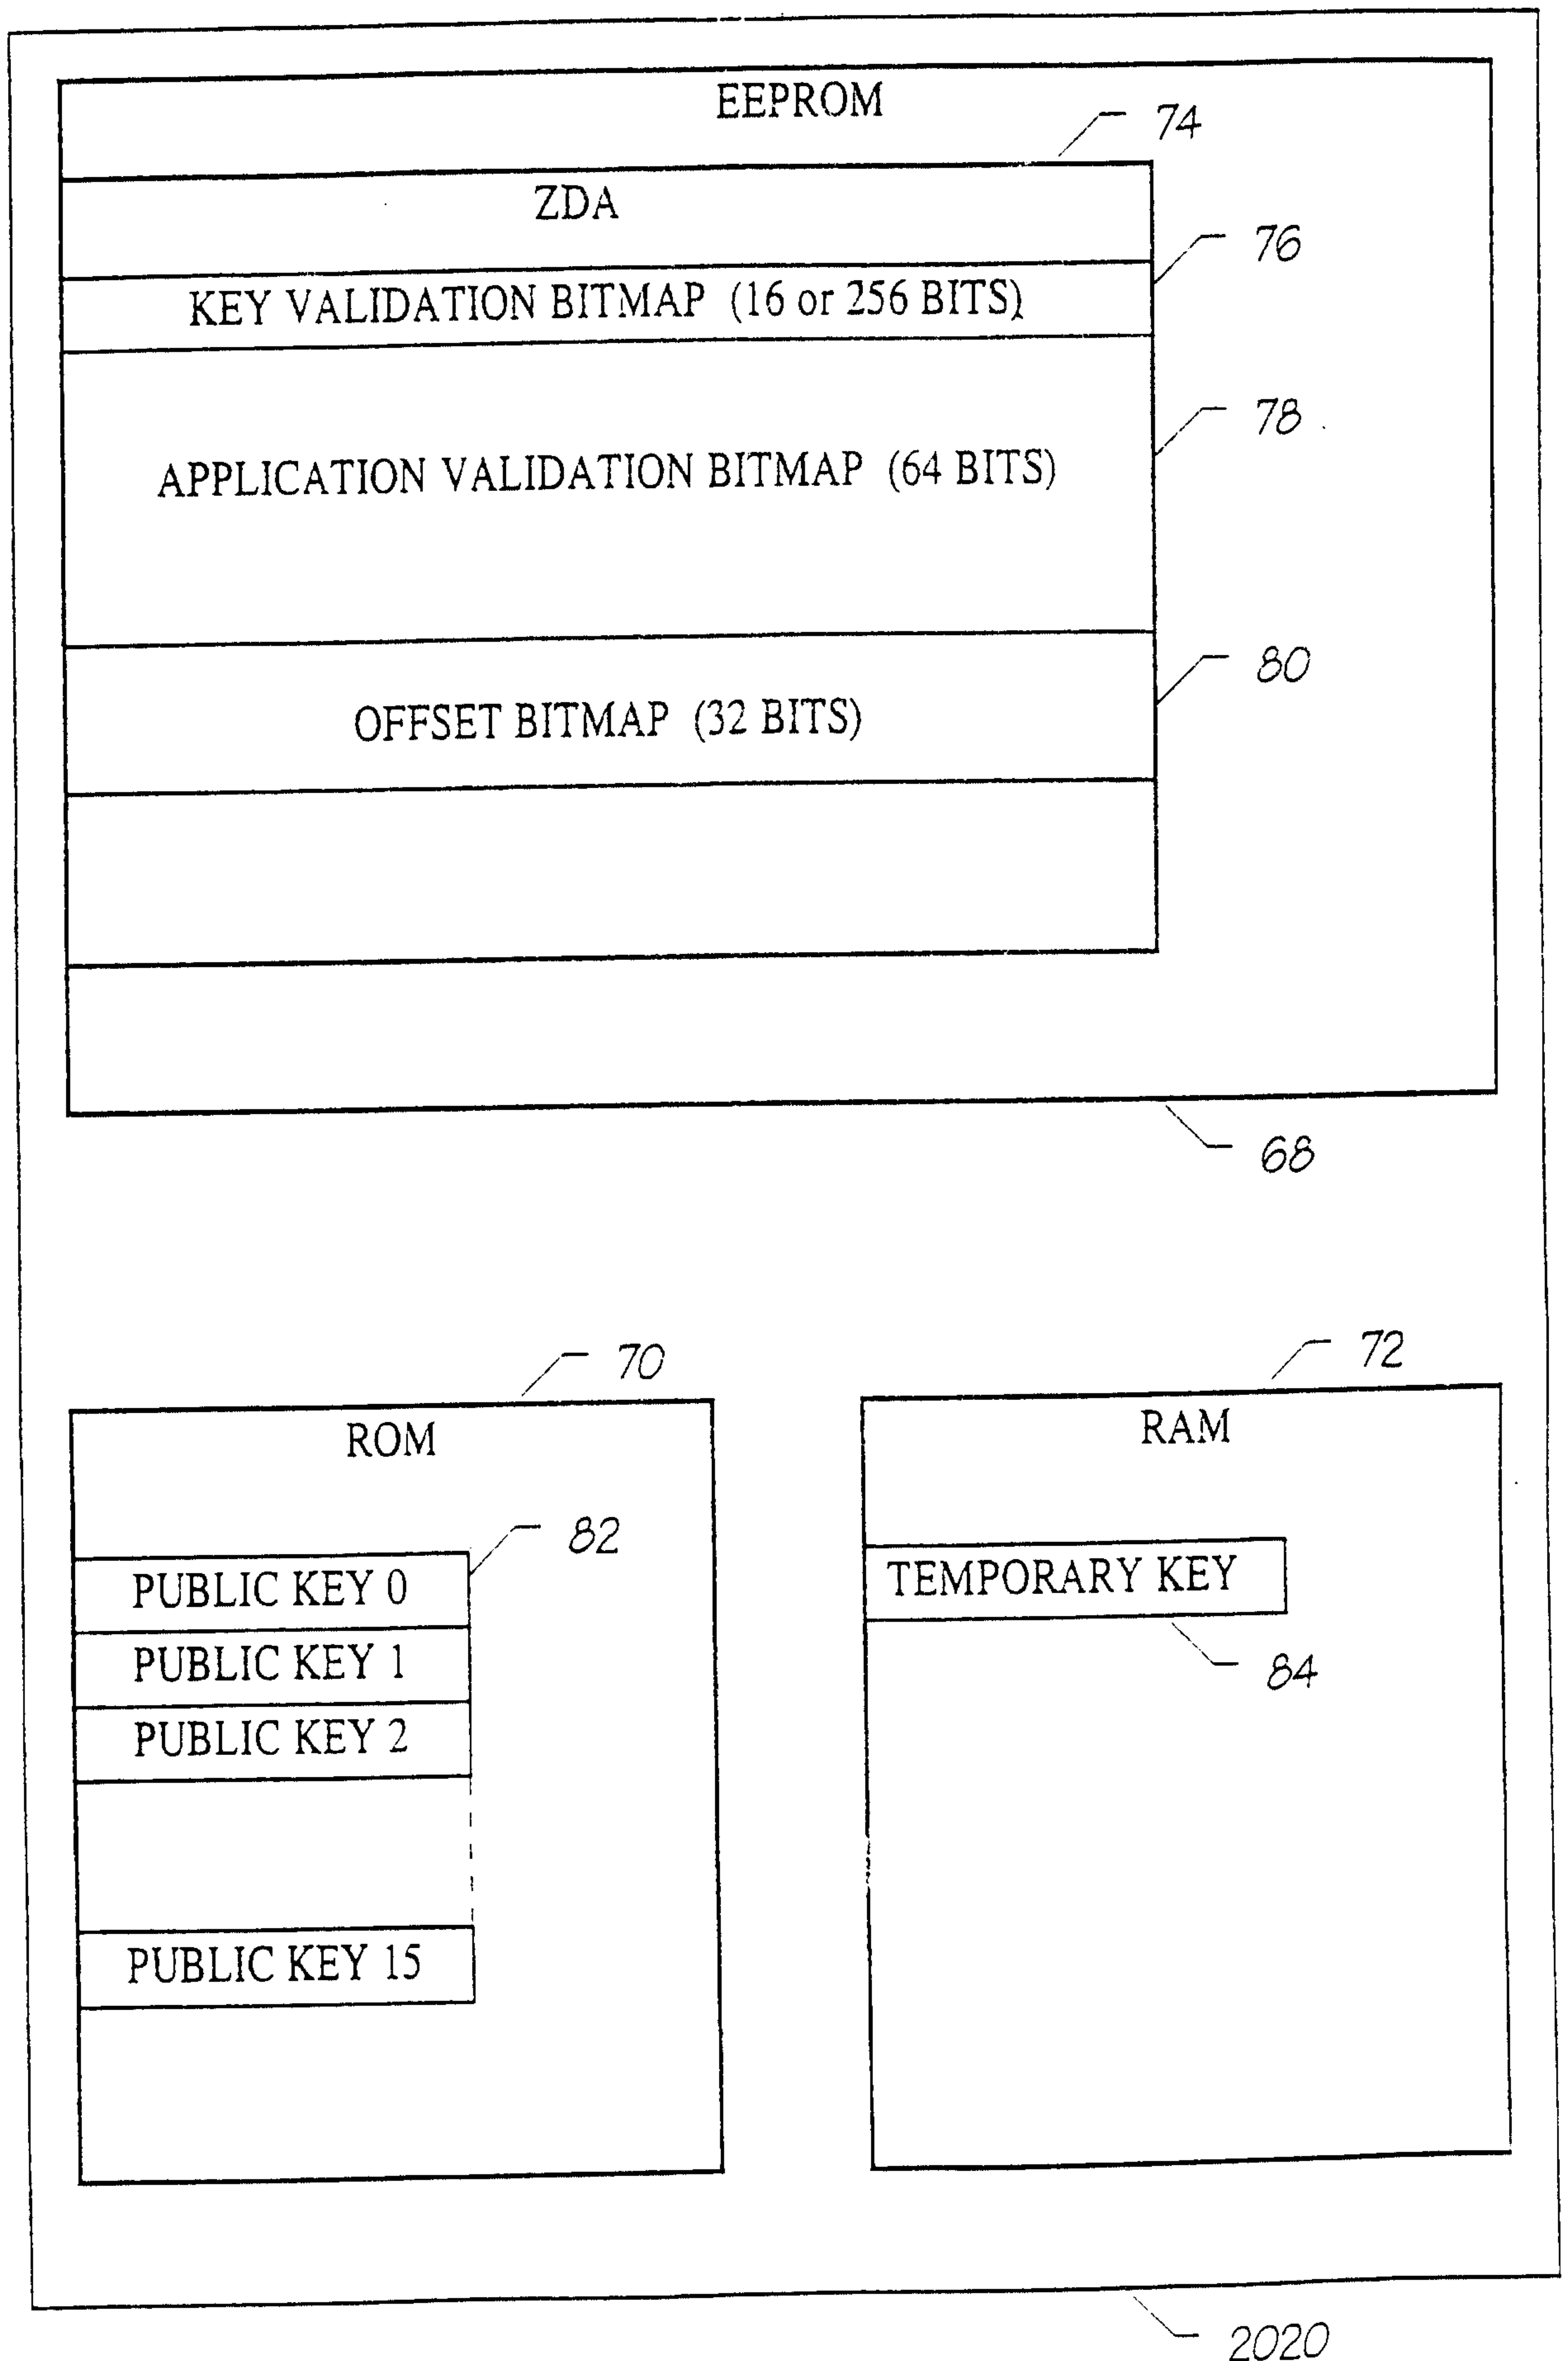 EEPROM
74
ZDA
76
KEY VALIDATION BITMAP (16 or 256 BITS)
78
APPLICATION VALIDATION BITMAP (64 BITS)
80
OFFSET BITMAP (32 BITS)
68
70
72
ROM
RAM
82
PUBLIC KEY 0
TEMPORARY KEY
PUBLIC KEY 1
84
PUBLIC KEY 2
PUBLIC KEY 15
2020